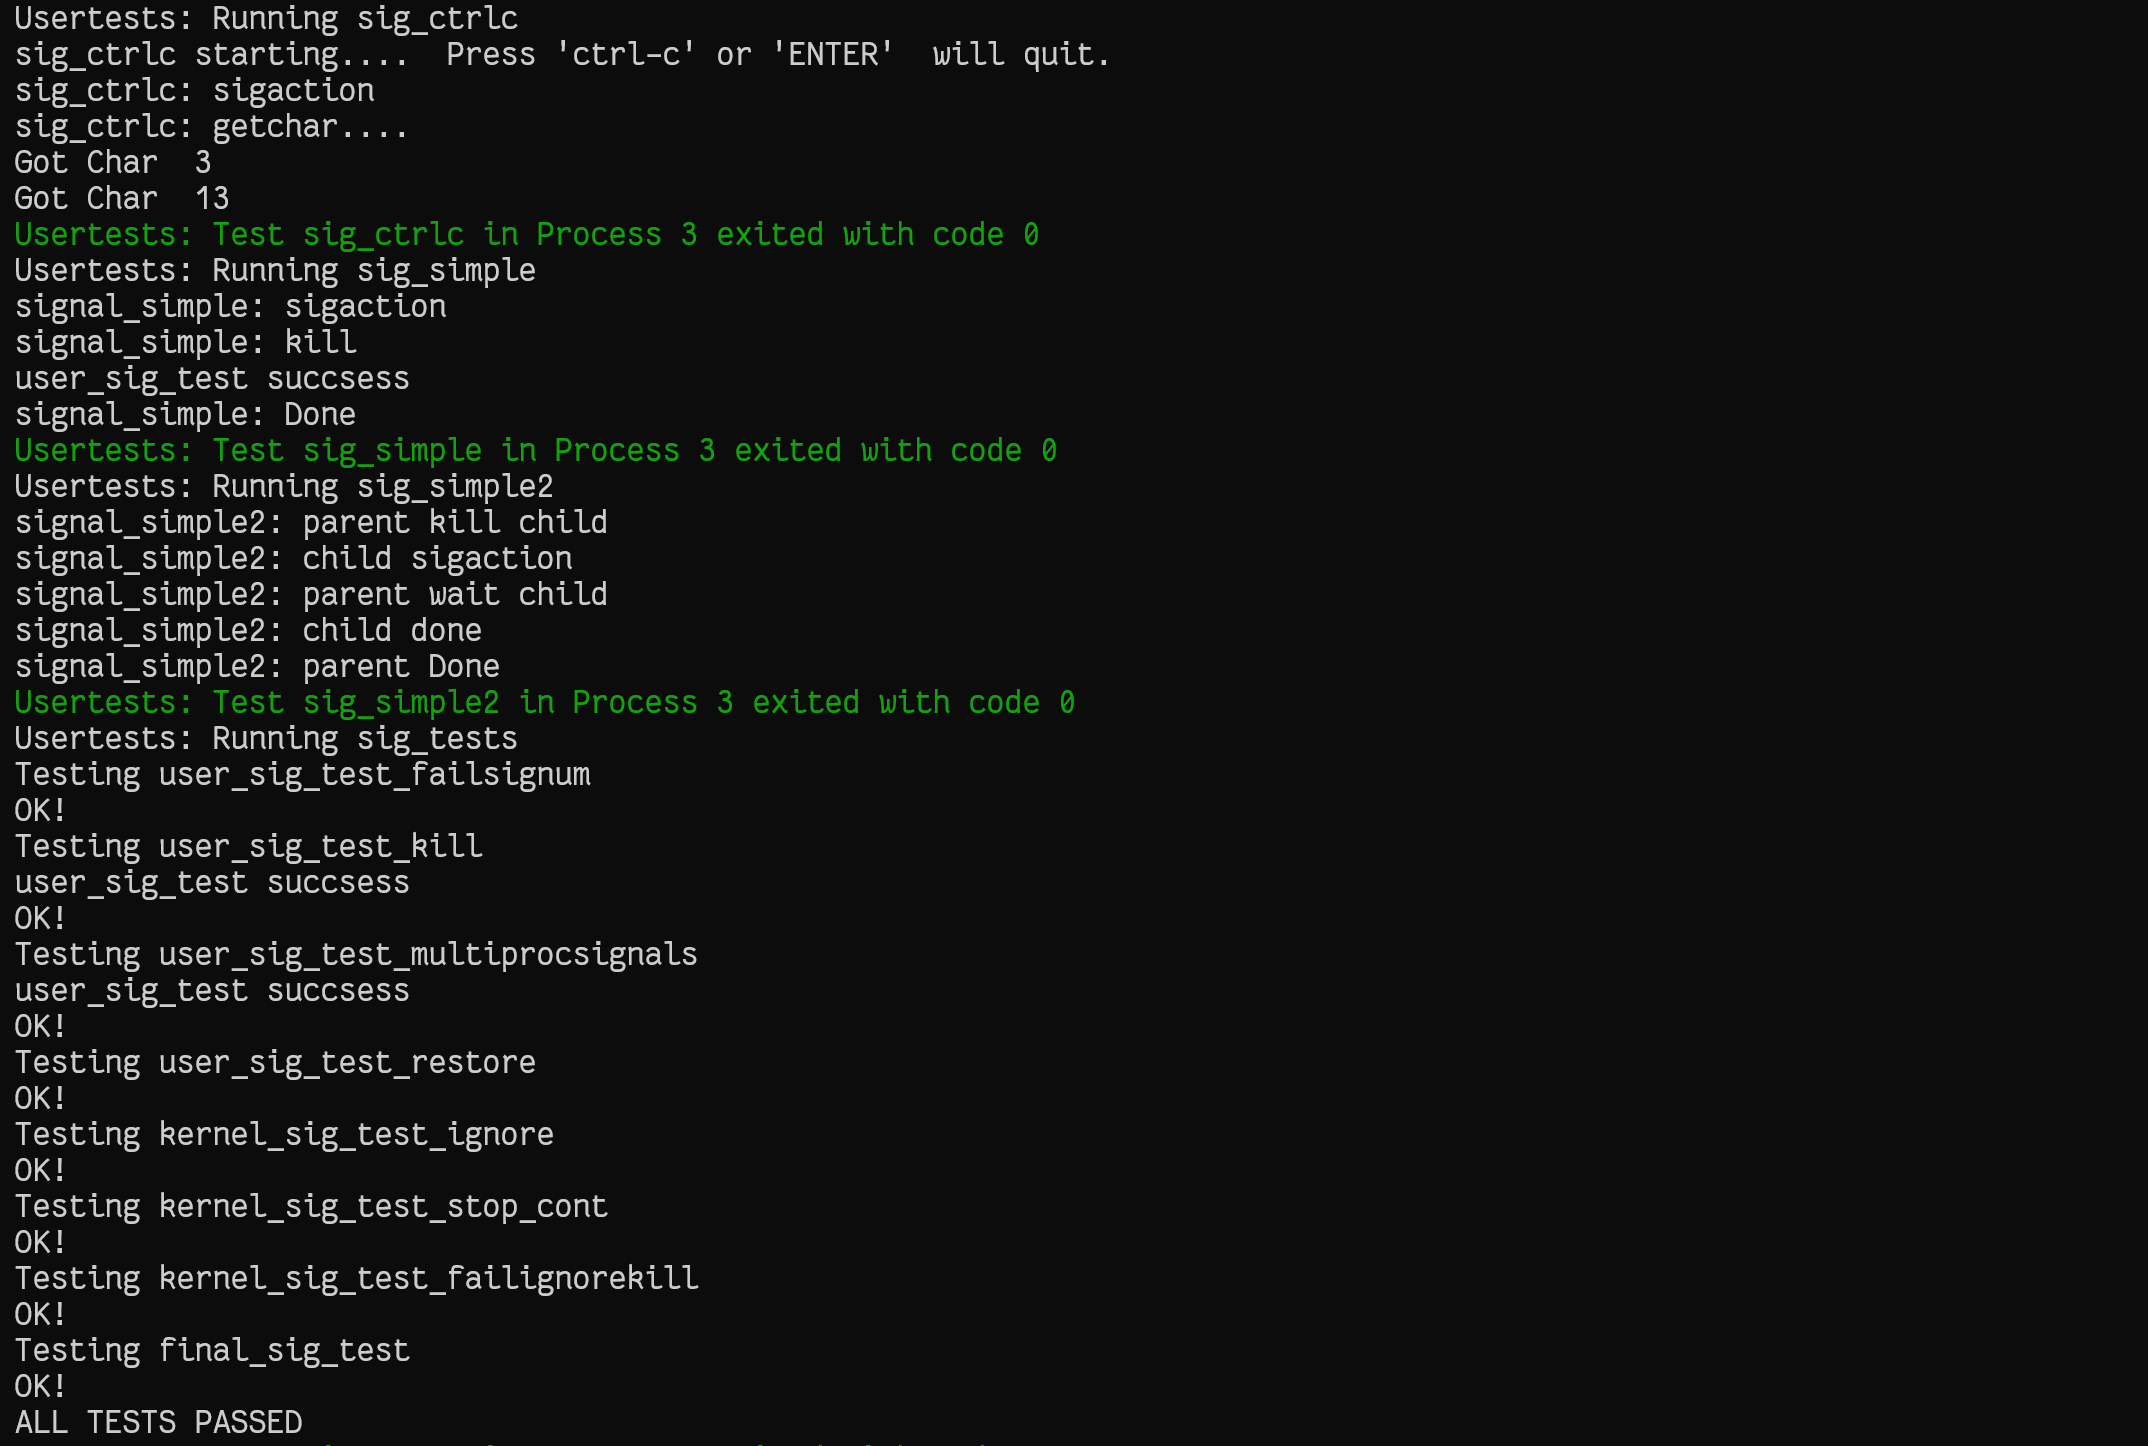 Usertests: Running sig_ctrlc
sig_ctrlc starting....  Press 'ctrl-c' or 'ENTER'  will quit.
sig_ctrlc: sigaction
sig_ctrlc: getchar....
Got Char  3
Got Char  13
Usertests: Test sig_ctrlc in Process 3 exited with code 0
Usertests: Running sig_simple
signal_simple: sigaction
signal_simple: kill
user_sig_test succsess
signal_simple: Done
Usertests: Test sig_simple in Process 3 exited with code 0
Usertests: Running sig_simple2
signal_simple2: parent kill child
signal_simple2: child sigaction
signal_simple2: parent wait child
signal_simple2: child done
signal_simple2: parent Done
Usertests: Test sig_simple2 in Process 3 exited with code 0
Usertests: Running sig_tests
Testing user_sig_test_failsignum
OK!
Testing user_sig_test_kill
user_sig_test succsess
OK!
Testing user_sig_test_multiprocsignals
user_sig_test succsess
OK!
Testing user_sig_test_restore
OK!
Testing kernel_sig_test_ignore
OK!
Testing kernel_sig_test_stop_cont
OK!
Testing kernel_sig_test_failignorekill
OK!
Testing final_sig_test
OK!
ALL TESTS PASSED